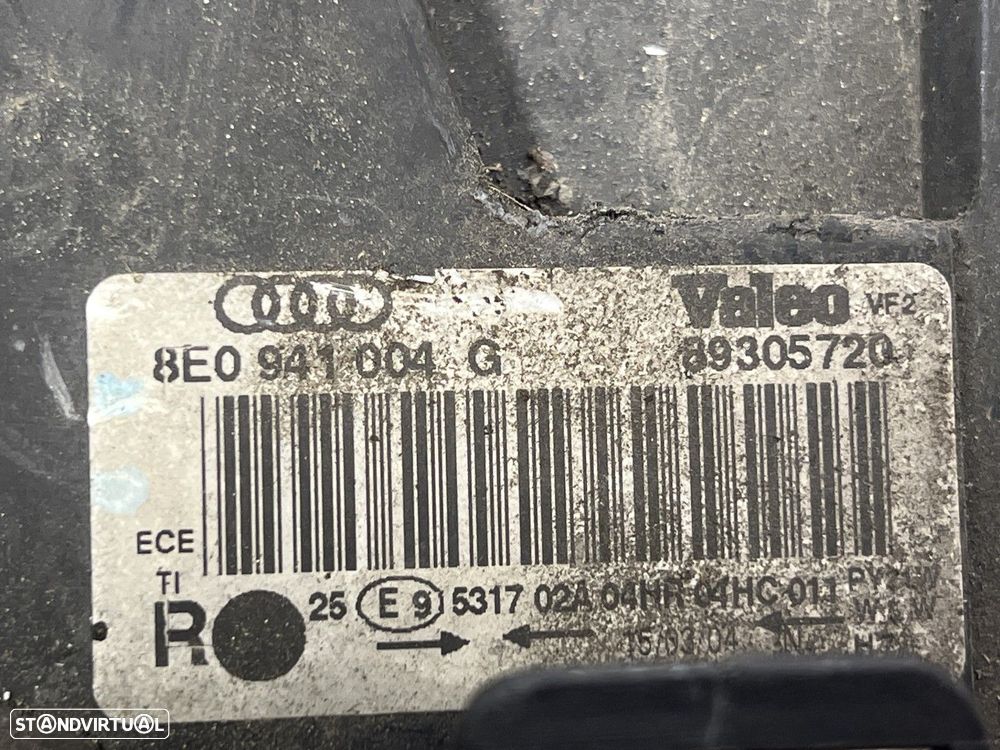 Valeo VF2
8E0 941 004 G 89305720
ECE
TI
R 25 E 9 5317 02A 04HR 04HC 011 PY21W
15/03/04
STANDVIRTUAL